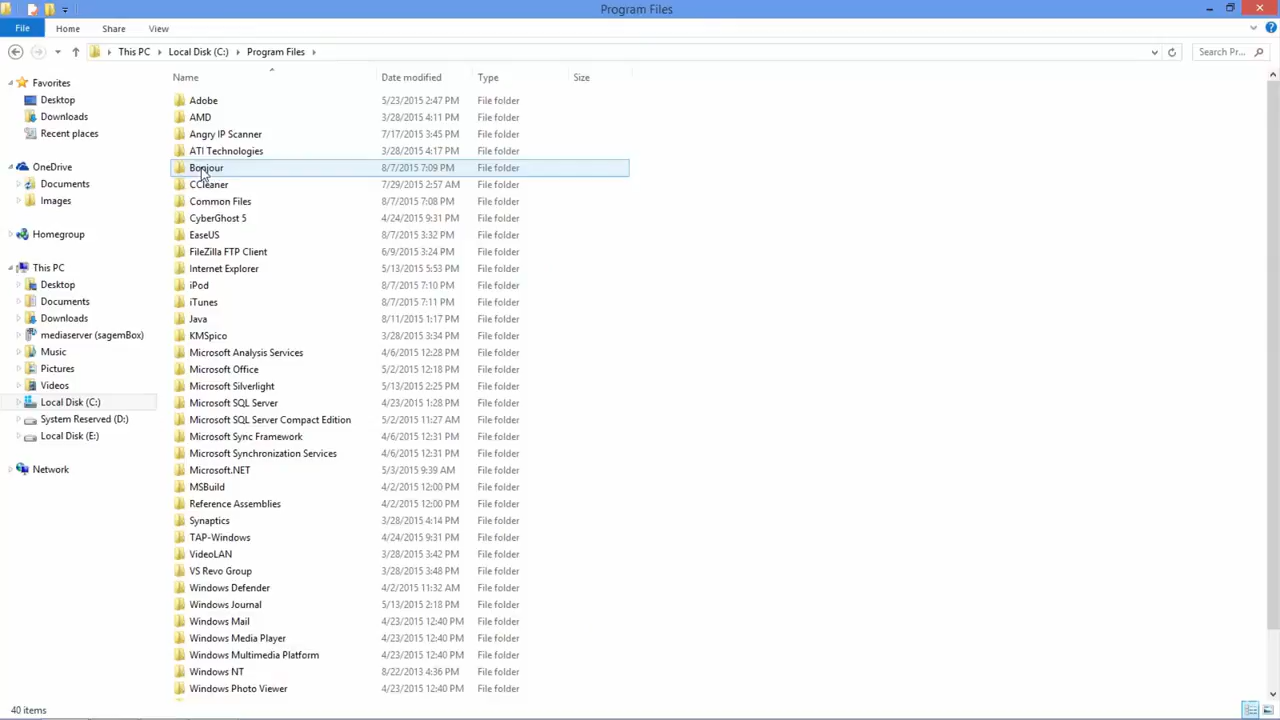 Program Files
File Home Share View
This PC Local Disk (C:) Program Files Search Pr...
Name Date modified Type Size
Favorites
Desktop
Downloads
Recent places
OneDrive
Documents
Images
Homegroup
This PC
Desktop
Documents
Downloads
mediaserver (sagemBox)
Music
Pictures
Videos
Local Disk (C:)
System Reserved (D:)
Local Disk (E:)
Network
Adobe 5/23/2015 2:47 PM File folder
AMD 3/28/2015 4:11 PM File folder
Angry IP Scanner 7/17/2015 3:45 PM File folder
ATI Technologies 3/28/2015 4:17 PM File folder
Bonjour 8/7/2015 7:09 PM File folder
CCleaner 7/29/2015 2:57 AM File folder
Common Files 8/7/2015 7:08 PM File folder
CyberGhost 5 4/24/2015 9:31 PM File folder
EaseUS 8/7/2015 3:32 PM File folder
FileZilla FTP Client 6/9/2015 3:24 PM File folder
Internet Explorer 5/13/2015 5:53 PM File folder
iPod 8/7/2015 7:10 PM File folder
iTunes 8/7/2015 7:11 PM File folder
Java 8/11/2015 1:17 PM File folder
KMSpico 3/28/2015 3:34 PM File folder
Microsoft Analysis Services 4/6/2015 12:28 PM File folder
Microsoft Office 5/2/2015 12:18 PM File folder
Microsoft Silverlight 5/13/2015 2:25 PM File folder
Microsoft SQL Server 4/23/2015 1:28 PM File folder
Microsoft SQL Server Compact Edition 5/2/2015 11:27 AM File folder
Microsoft Sync Framework 4/6/2015 12:31 PM File folder
Microsoft Synchronization Services 4/6/2015 12:31 PM File folder
Microsoft.NET 5/3/2015 9:39 AM File folder
MSBuild 4/2/2015 12:00 PM File folder
Reference Assemblies 4/2/2015 12:00 PM File folder
Synaptics 3/28/2015 4:14 PM File folder
TAP-Windows 4/24/2015 9:31 PM File folder
VideoLAN 3/28/2015 3:42 PM File folder
VS Revo Group 3/28/2015 3:48 PM File folder
Windows Defender 4/2/2015 11:32 AM File folder
Windows Journal 5/13/2015 2:18 PM File folder
Windows Mail 4/23/2015 12:40 PM File folder
Windows Media Player 4/23/2015 12:40 PM File folder
Windows Multimedia Platform 4/23/2015 12:40 PM File folder
Windows NT 8/22/2013 4:36 PM File folder
Windows Photo Viewer 4/23/2015 12:40 PM File folder
40 items